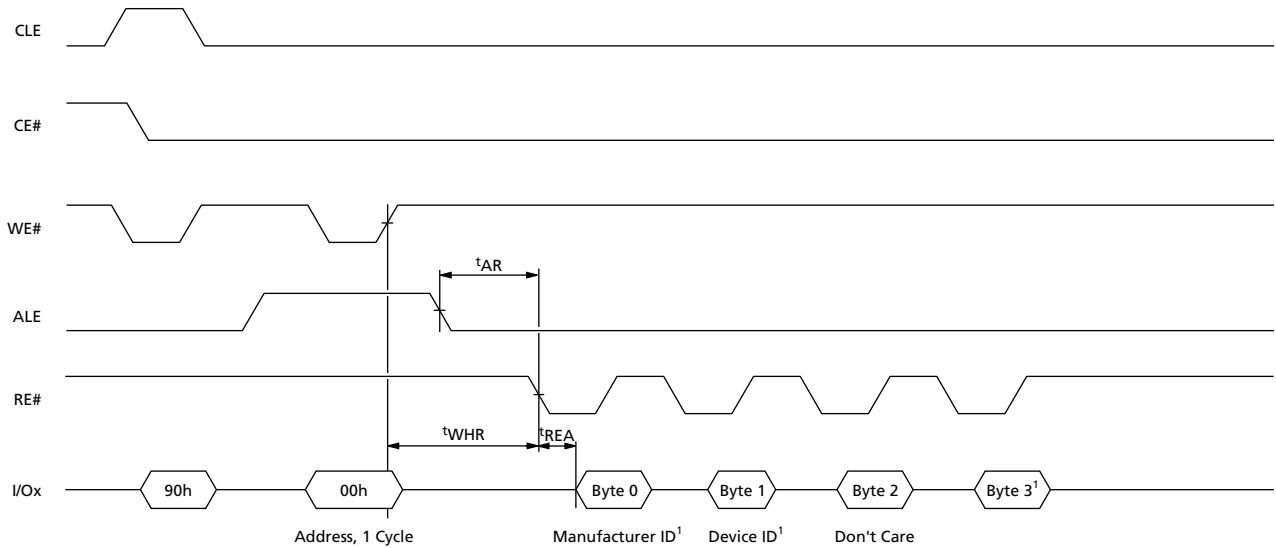 CLE
CE#
WE#
tAR
ALE
RE#
tWHR tREA
I/Ox 90h 00h Byte 0 Byte 1 Byte 2 Byte 3¹
Address, 1 Cycle Manufacturer ID¹ Device ID¹ Don't Care